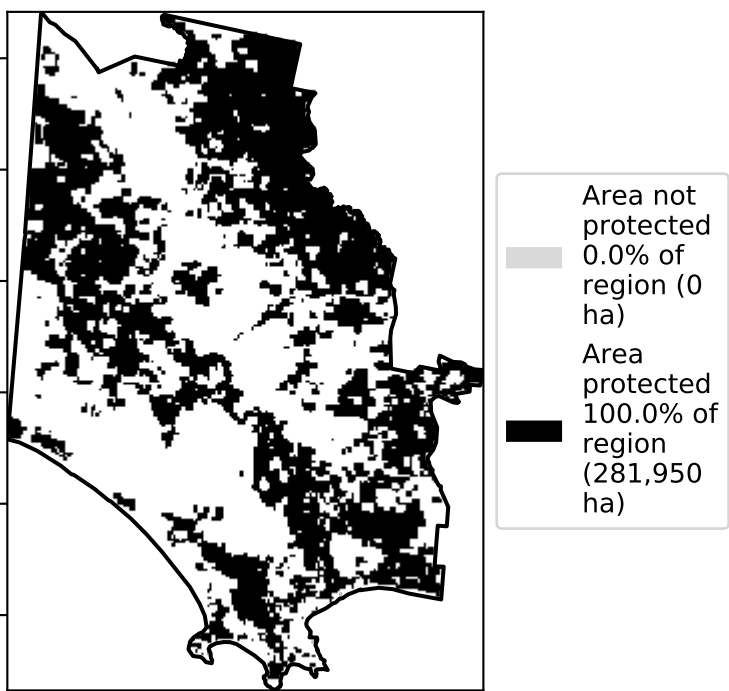 Area not
protected
0.0% of
region (0
ha)
Area
protected
100.0% of
region
(281,950
ha)